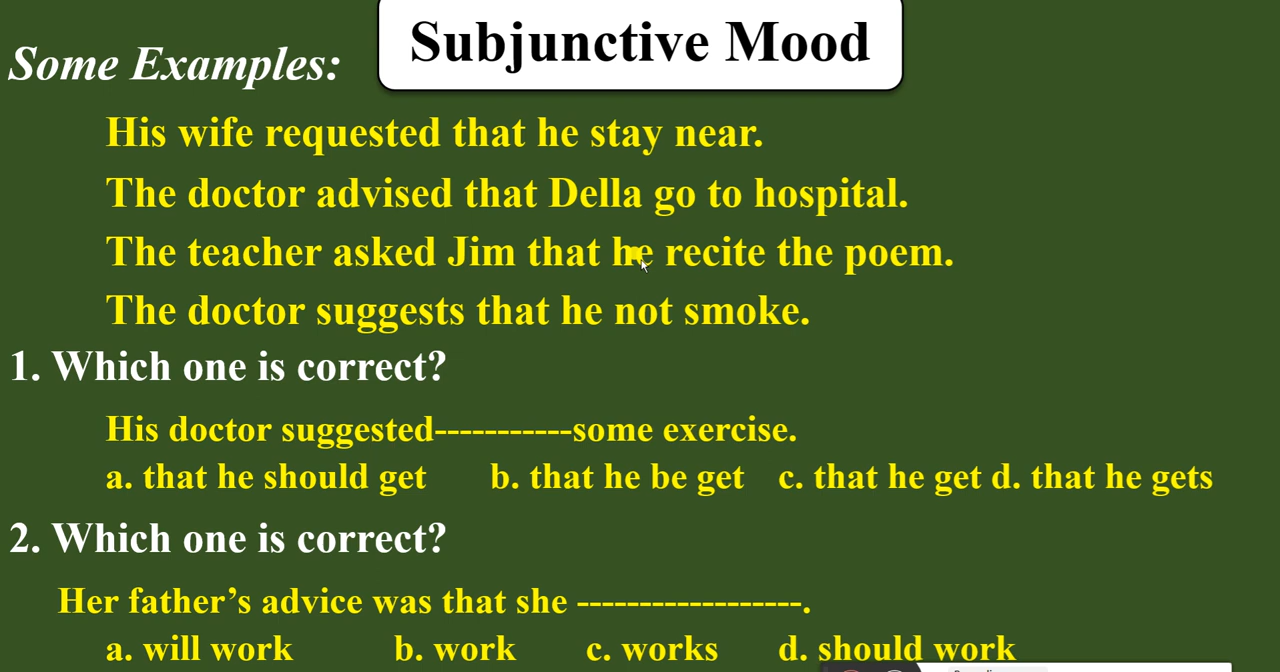 Subjunctive Mood
Some Examples:
His wife requested that he stay near.
The doctor advised that Della go to hospital.
The teacher asked Jim that he recite the poem.
The doctor suggests that he not smoke.
1. Which one is correct?
His doctor suggested-----------some exercise.
a. that he should get b. that he be get c. that he get d. that he gets
2. Which one is correct?
Her father’s advice was that she ------------------.
a. will work b. work c. works d. should work